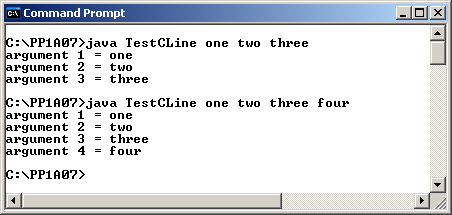 Command Prompt
C:\PP1A07>java TestCLine one two three
argument 1 = one
argument 2 = two
argument 3 = three
C:\PP1A07>java TestCLine one two three four
argument 1 = one
argument 2 = two
argument 3 = three
argument 4 = four
C:\PP1A07>